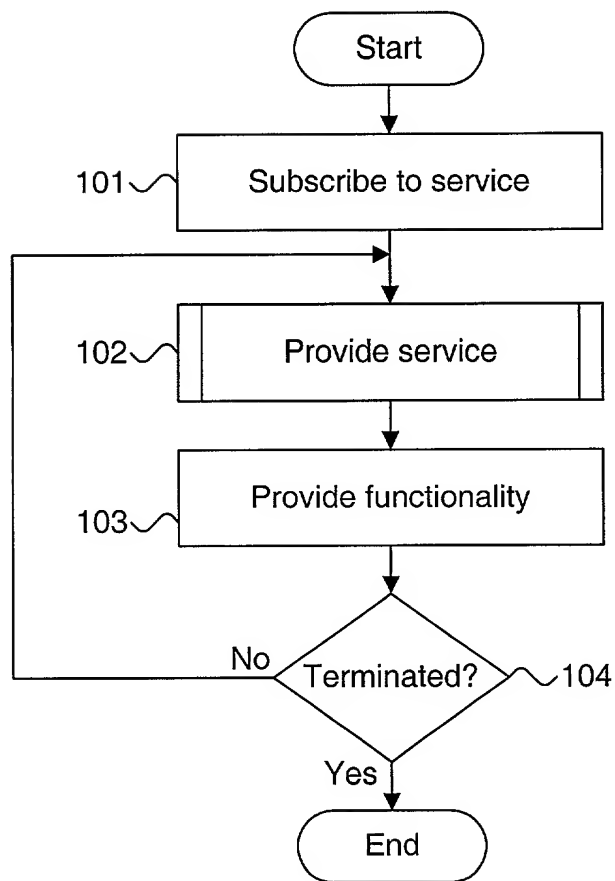 Start
101
Subscribe to service
102
Provide service
Provide functionality
103
No
Terminated?
104
Yes
End